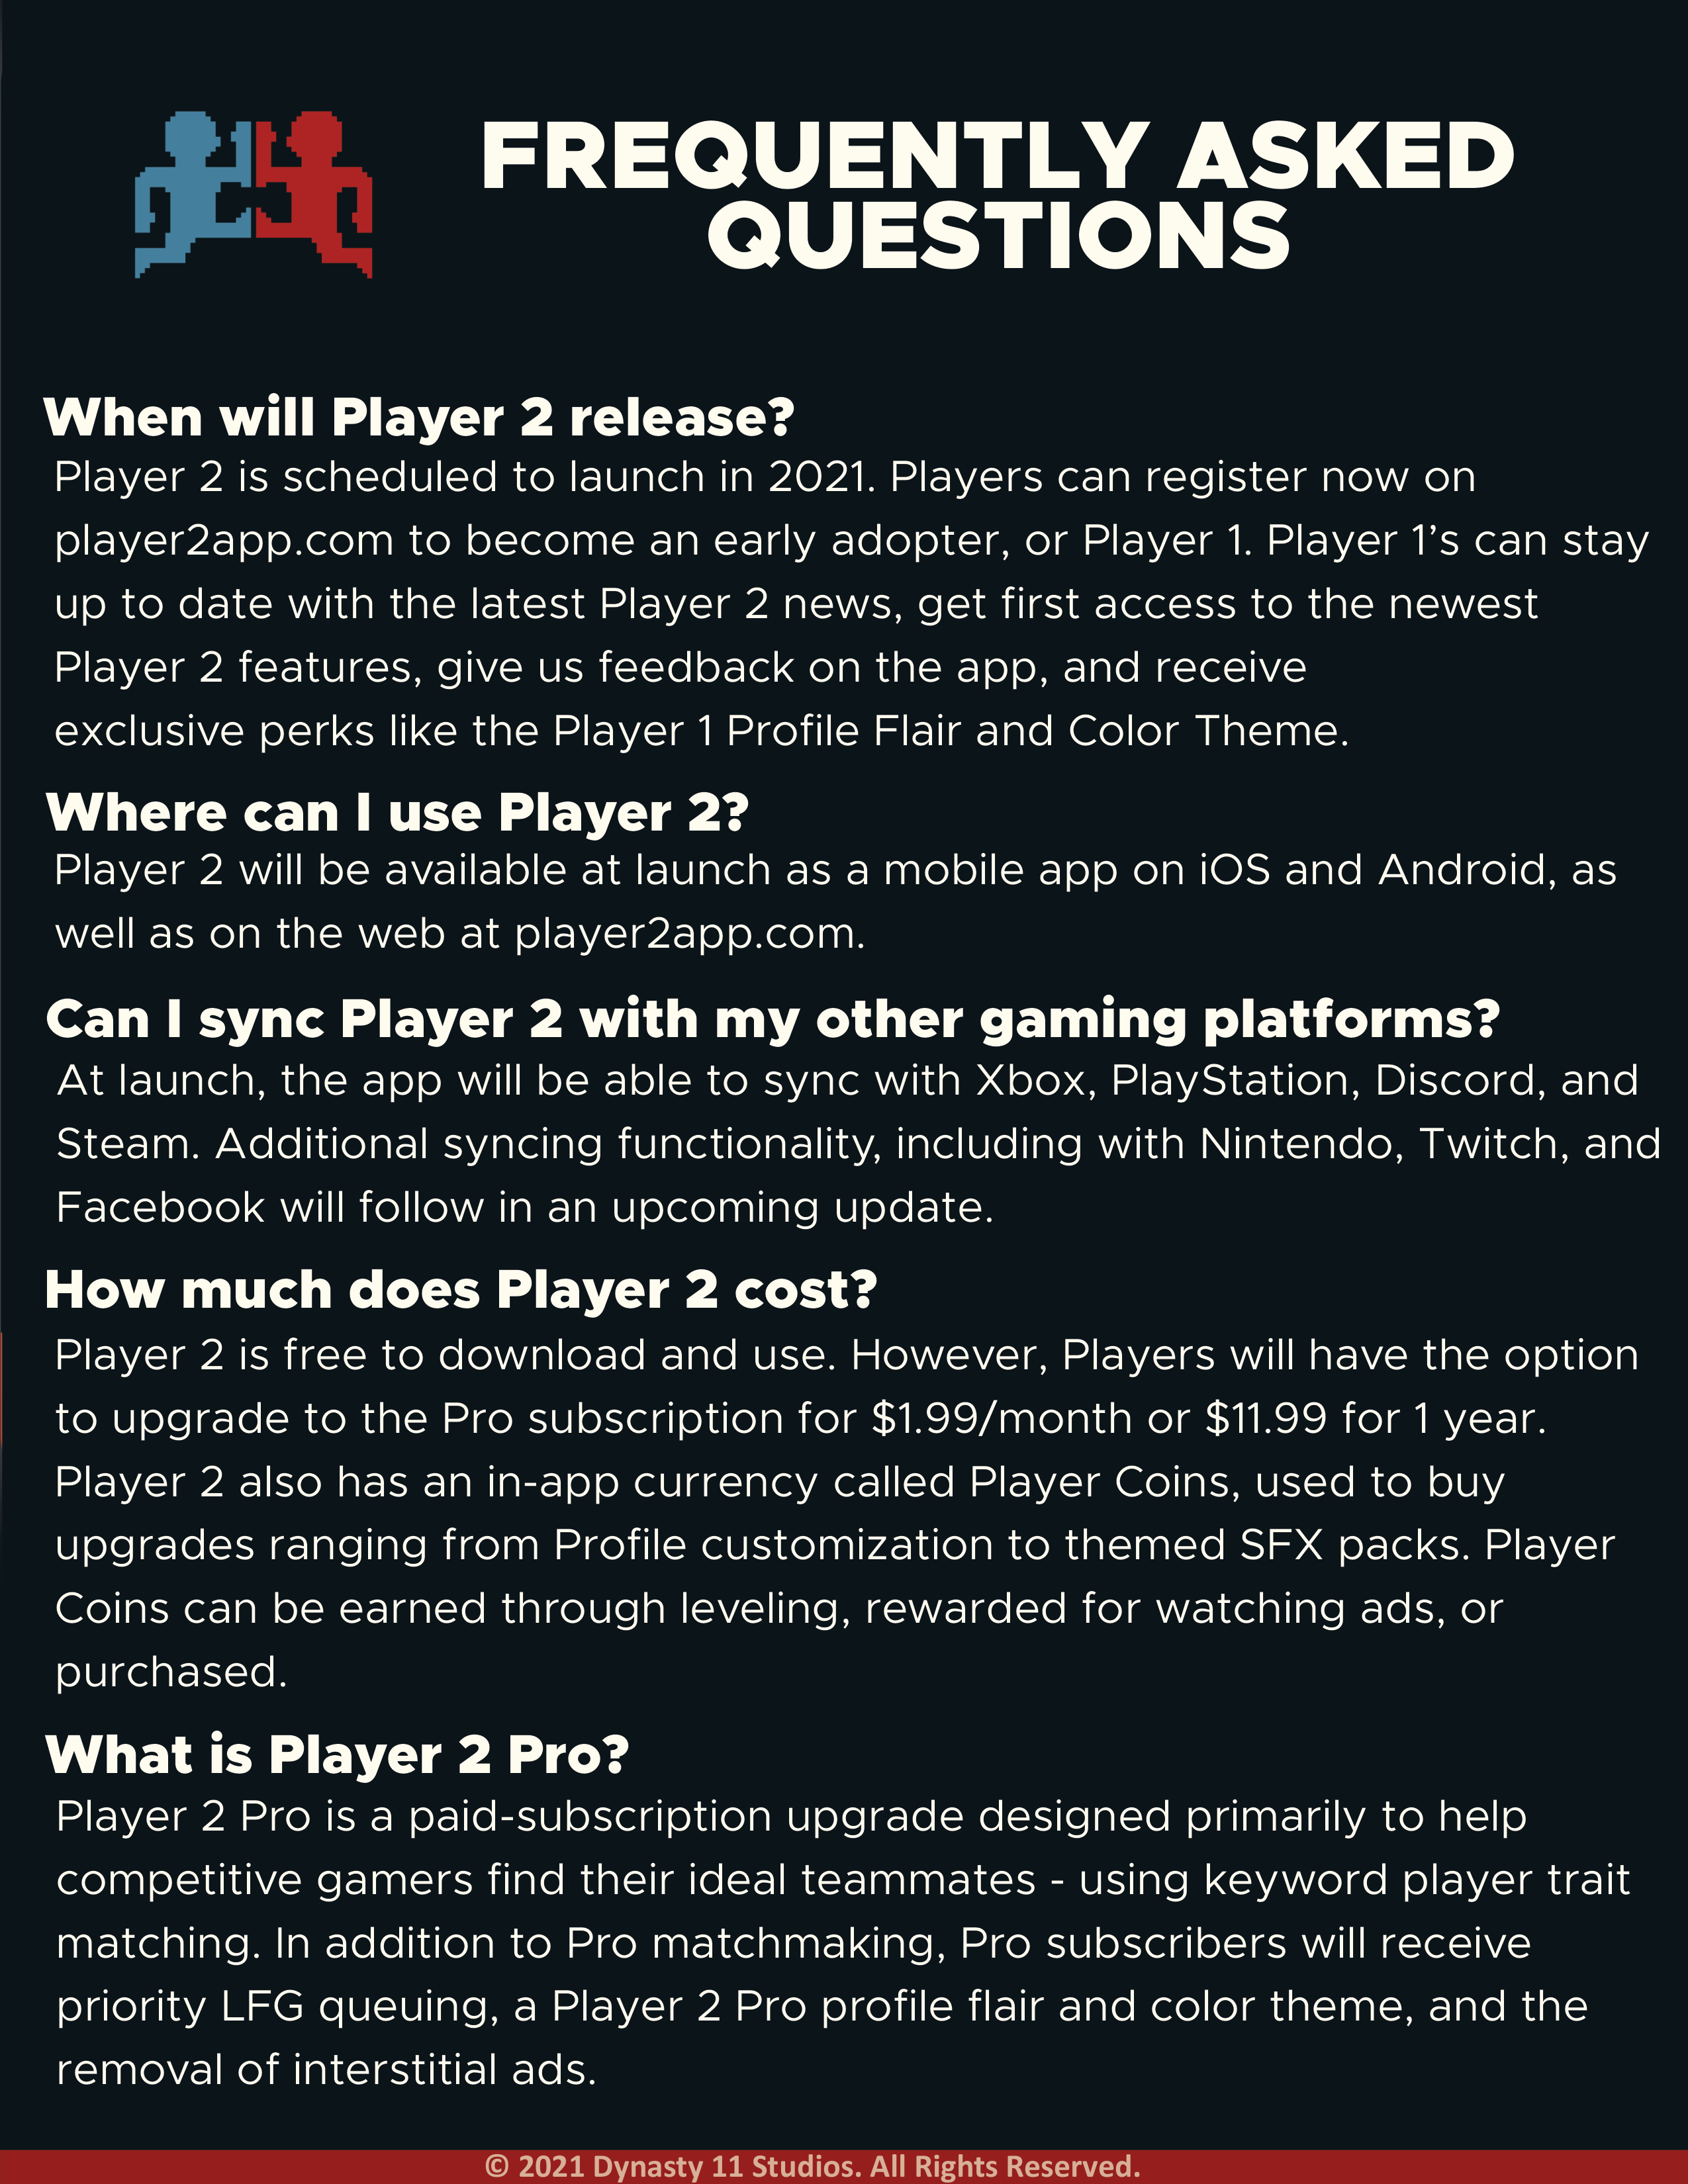 FREQUENTLY ASKED
QUESTIONS
When will Player 2 release?
Player 2 is scheduled to launch in 2021. Players can register now on
player2app.com to become an early adopter, or Player 1. Player 1’s can stay
up to date with the latest Player 2 news, get first access to the newest
Player 2 features, give us feedback on the app, and receive
exclusive perks like the Player 1 Profile Flair and Color Theme.
Where can I use Player 2?
Player 2 will be available at launch as a mobile app on iOS and Android, as
well as on the web at player2app.com.
Can I sync Player 2 with my other gaming platforms?
At launch, the app will be able to sync with Xbox, PlayStation, Discord, and
Steam. Additional syncing functionality, including with Nintendo, Twitch, and
Facebook will follow in an upcoming update.
How much does Player 2 cost?
Player 2 is free to download and use. However, Players will have the option
to upgrade to the Pro subscription for $1.99/month or $11.99 for 1 year.
Player 2 also has an in-app currency called Player Coins, used to buy
upgrades ranging from Profile customization to themed SFX packs. Player
Coins can be earned through leveling, rewarded for watching ads, or
purchased.
What is Player 2 Pro?
Player 2 Pro is a paid-subscription upgrade designed primarily to help
competitive gamers find their ideal teammates - using keyword player trait
matching. In addition to Pro matchmaking, Pro subscribers will receive
priority LFG queuing, a Player 2 Pro profile flair and color theme, and the
removal of interstitial ads.
© 2021 Dynasty 11 Studios. All Rights Reserved.